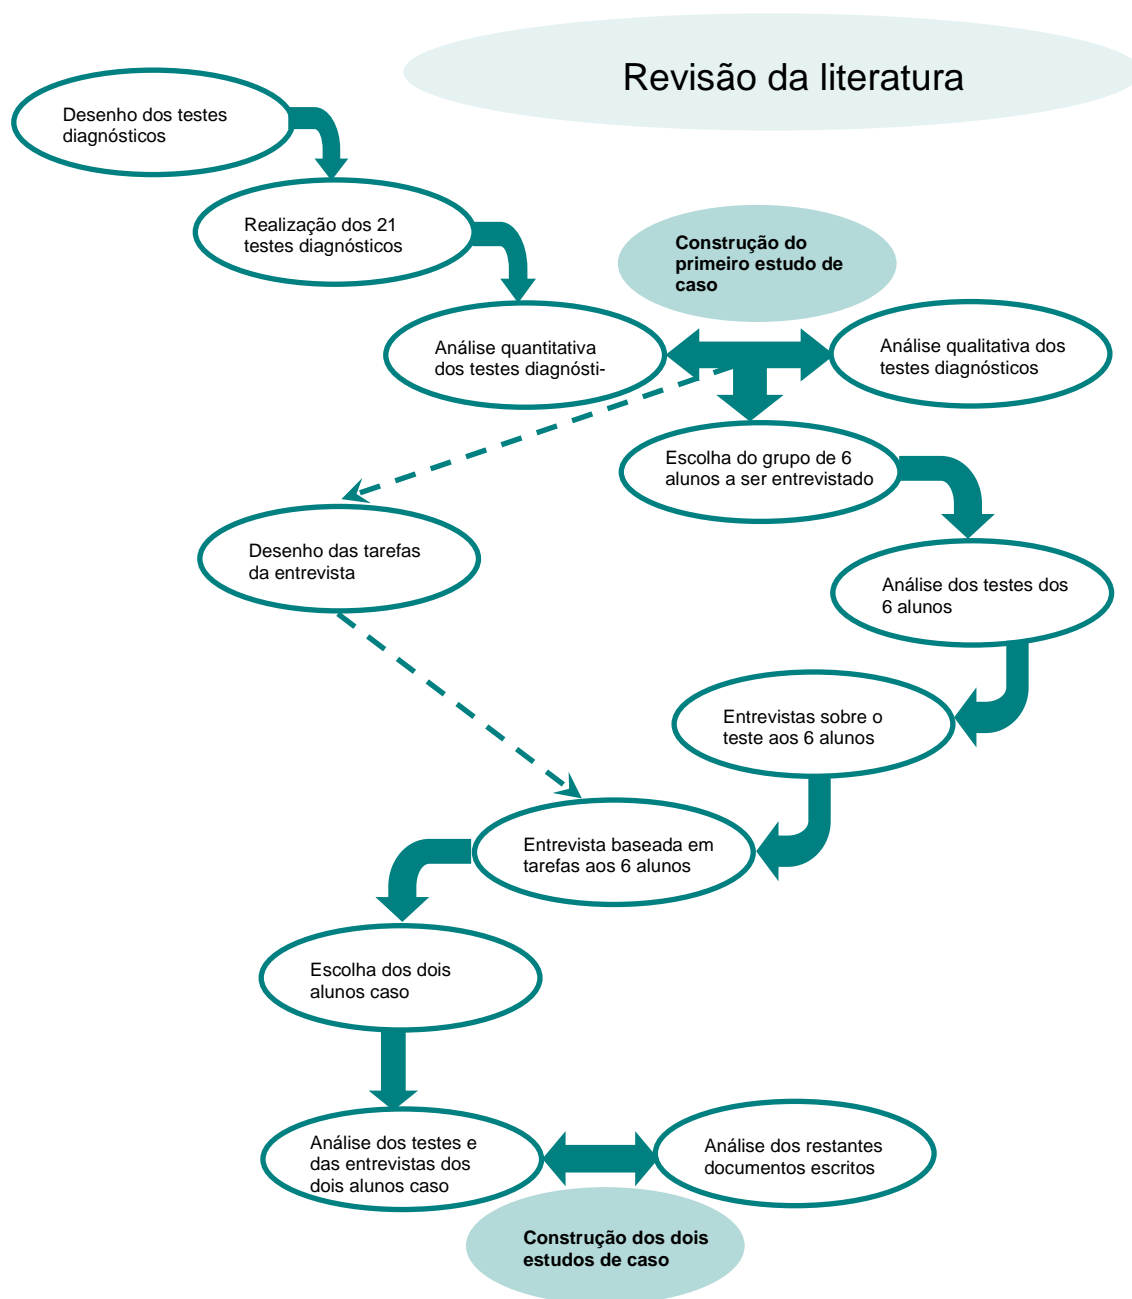 Revisão da literatura
Desenho dos testes
diagnósticos
Realização dos 21
testes diagnósticos
Construção do
primeiro estudo de
caso
Análise quantitativa
dos testes diagnósti-
Análise qualitativa dos
testes diagnósticos
Escolha do grupo de 6
alunos a ser entrevistado
Desenho das tarefas
da entrevista
Análise dos testes dos
6 alunos
Entrevistas sobre o
teste aos 6 alunos
Entrevista baseada em
tarefas aos 6 alunos
Escolha dos dois
alunos caso
Análise dos testes e
das entrevistas dos
dois alunos caso
Análise dos restantes
documentos escritos
Construção dos dois
estudos de caso